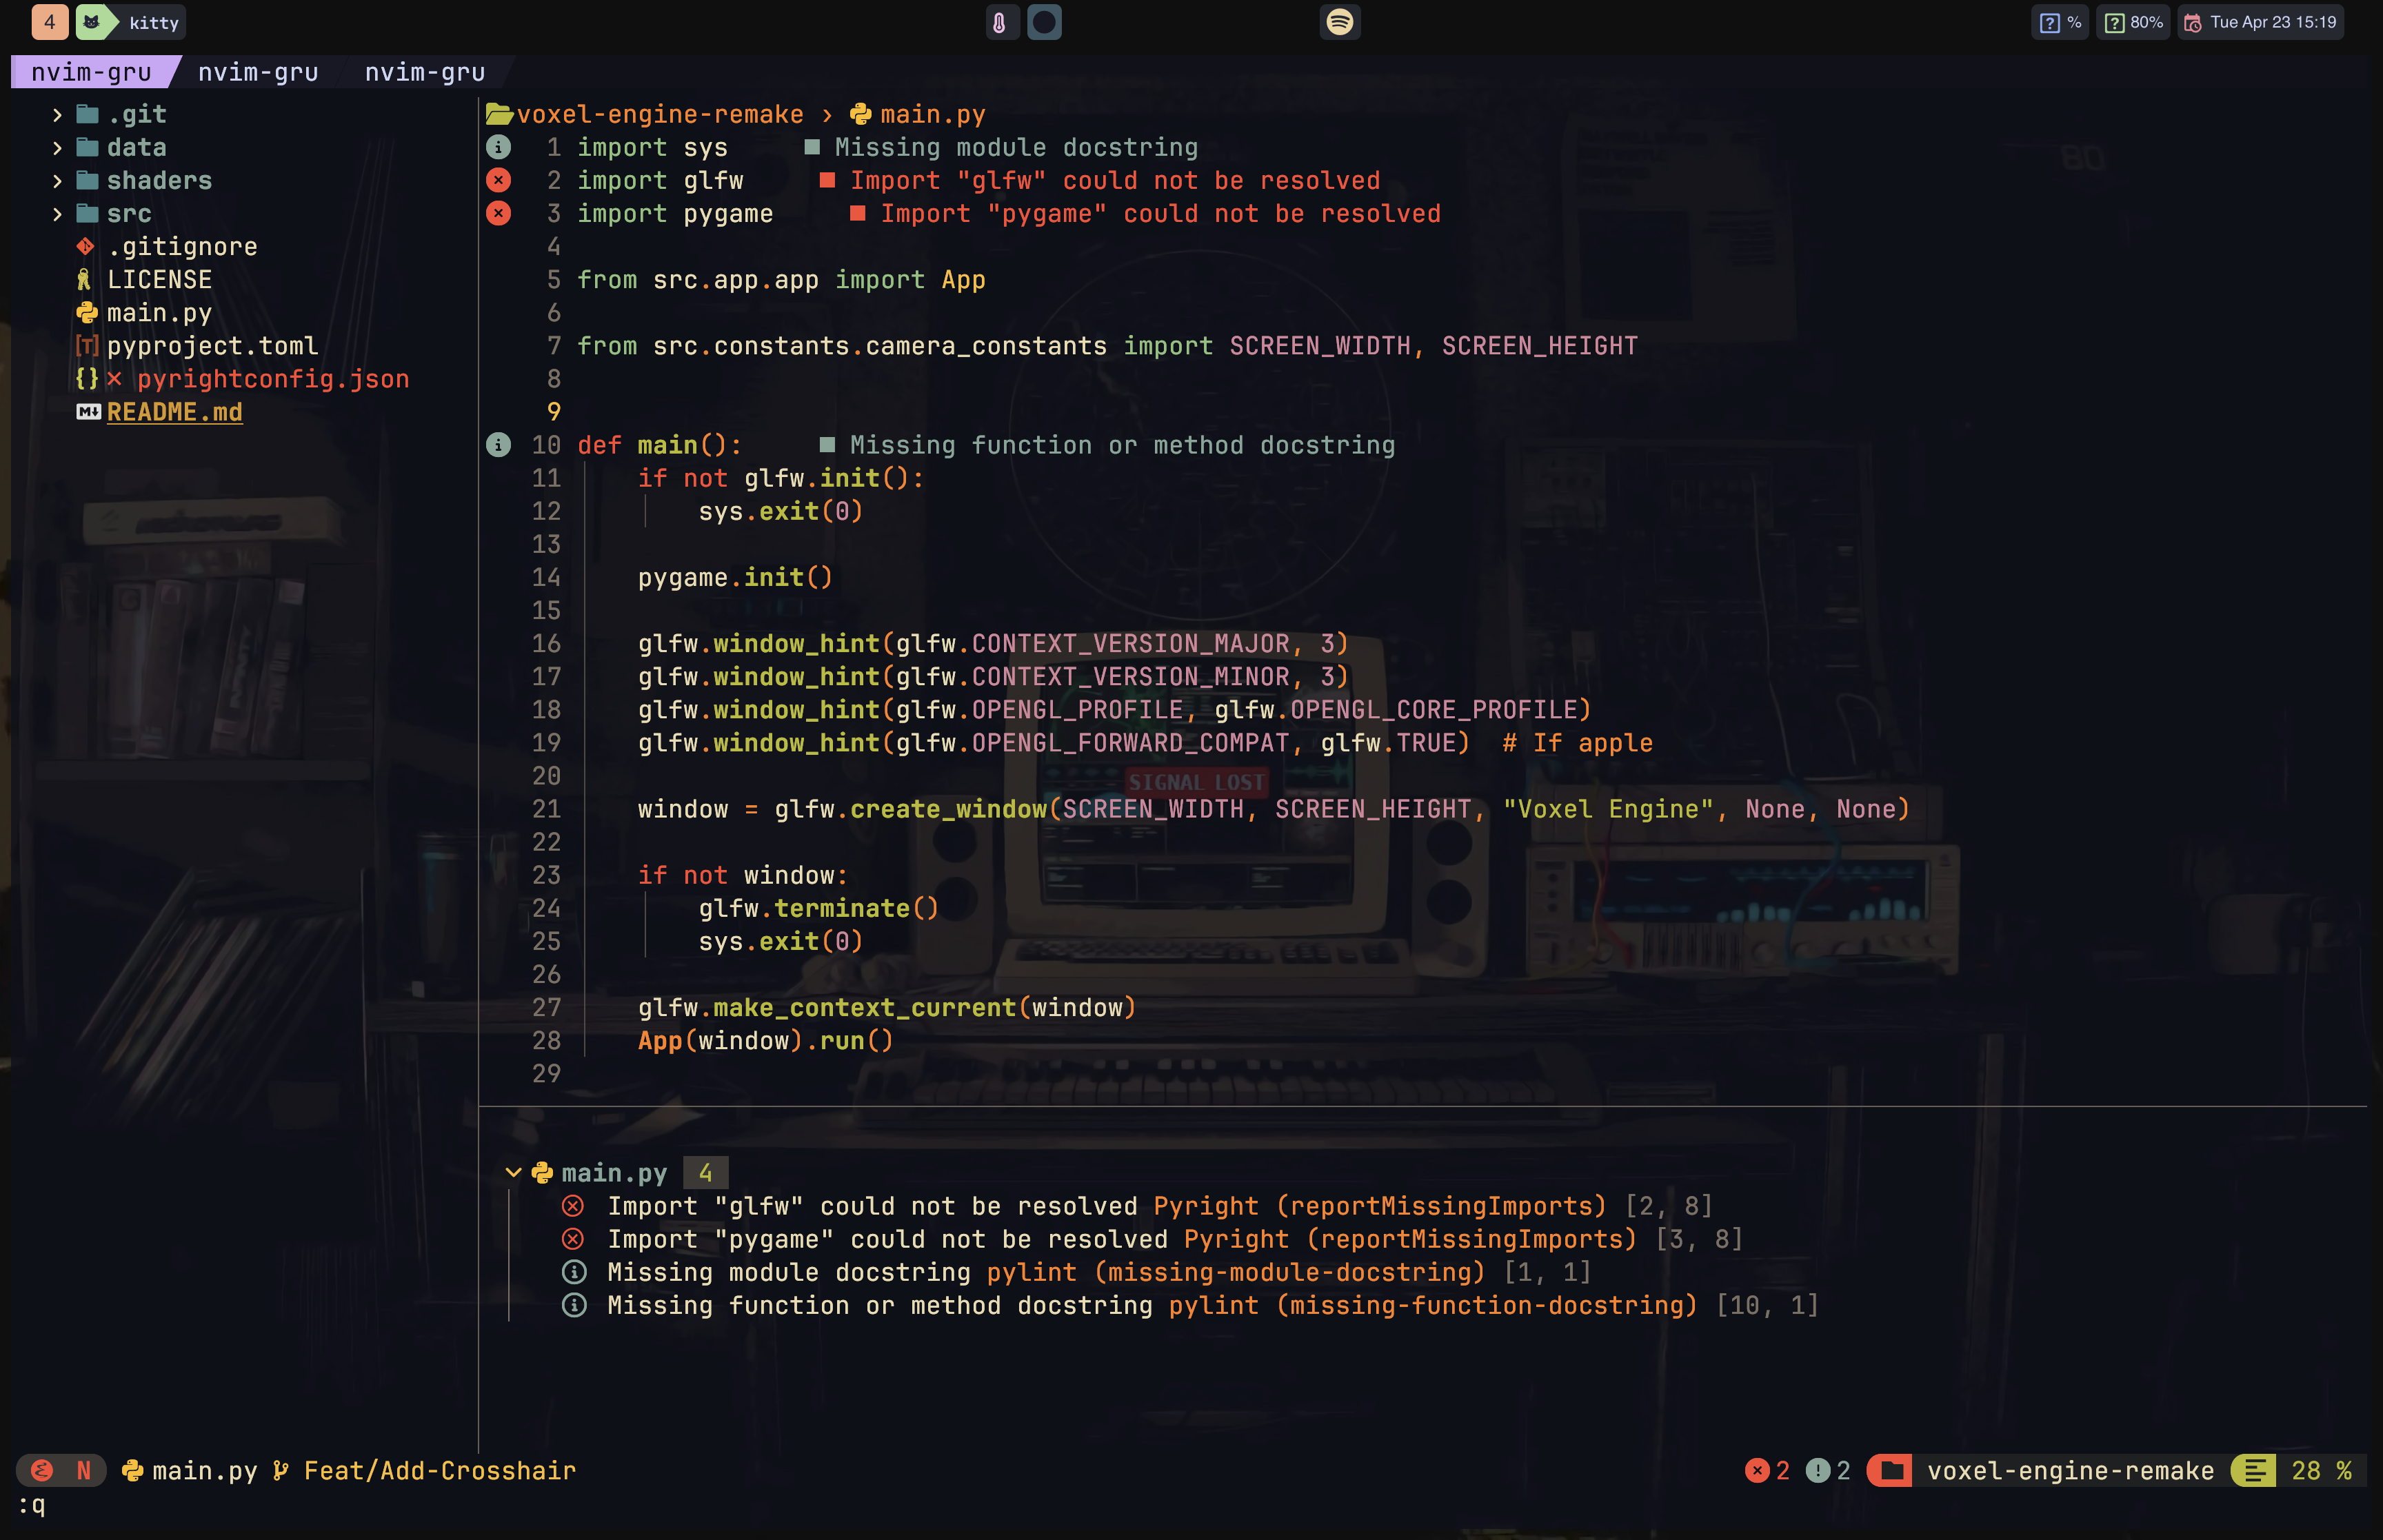 4 kitty ? % ? 80% Tue Apr 23 15:19
nvim-gru nvim-gru nvim-gru
.git
data
shaders
src
.gitignore
LICENSE
main.py
[T] pyproject.toml
{} × pyrightconfig.json
M↓ README.md
voxel-engine-remake › main.py
1 import sys ■ Missing module docstring
2 import glfw ■ Import "glfw" could not be resolved
3 import pygame ■ Import "pygame" could not be resolved
4
5 from src.app.app import App
6
7 from src.constants.camera_constants import SCREEN_WIDTH, SCREEN_HEIGHT
8
9
10 def main(): ■ Missing function or method docstring
11 if not glfw.init():
12 sys.exit(0)
13
14 pygame.init()
15
16 glfw.window_hint(glfw.CONTEXT_VERSION_MAJOR, 3)
17 glfw.window_hint(glfw.CONTEXT_VERSION_MINOR, 3)
18 glfw.window_hint(glfw.OPENGL_PROFILE, glfw.OPENGL_CORE_PROFILE)
19 glfw.window_hint(glfw.OPENGL_FORWARD_COMPAT, glfw.TRUE) # If apple
20
SIGNAL LOST
21 window = glfw.create_window(SCREEN_WIDTH, SCREEN_HEIGHT, "Voxel Engine", None, None)
22
23 if not window:
24 glfw.terminate()
25 sys.exit(0)
26
27 glfw.make_context_current(window)
28 App(window).run()
29
main.py 4
Import "glfw" could not be resolved Pyright (reportMissingImports) [2, 8]
Import "pygame" could not be resolved Pyright (reportMissingImports) [3, 8]
Missing module docstring pylint (missing-module-docstring) [1, 1]
Missing function or method docstring pylint (missing-function-docstring) [10, 1]
N main.py Feat/Add-Crosshair 2 2 voxel-engine-remake 28 %
:q